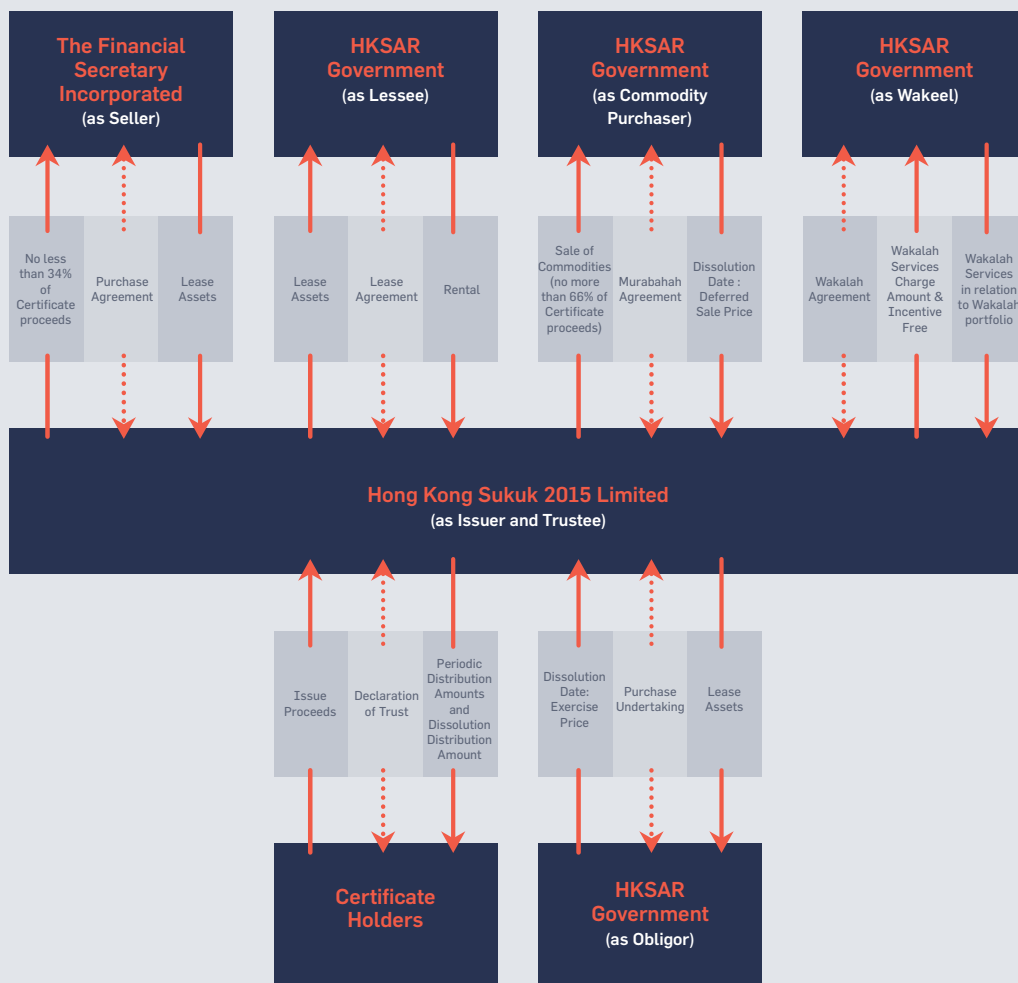 The Financial
Secretary
Incorporated
(as Seller)
HKSAR
Government
(as Lessee)
HKSAR
Government
(as Commodity
Purchaser)
HKSAR
Government
(as Wakeel)
No less
than 34%
of
Certificate
proceeds
Purchase
Agreement
Lease
Assets
Lease
Assets
Lease
Agreement
Rental
Sale of
Commodities
(no more
than 66% of
Certificate
proceeds)
Murabahah
Agreement
Dissolution
Date :
Deferred
Sale Price
Wakalah
Agreement
Wakalah
Services
Charge
Amount &
Incentive
Free
Wakalah
Services
in relation
to Wakalah
portfolio
Hong Kong Sukuk 2015 Limited
(as Issuer and Trustee)
Issue
Proceeds
Declaration
of Trust
Periodic
Distribution
Amounts
and
Dissolution
Distribution
Amount
Dissolution
Date:
Exercise
Price
Purchase
Undertaking
Lease
Assets
Certificate
Holders
HKSAR
Government
(as Obligor)